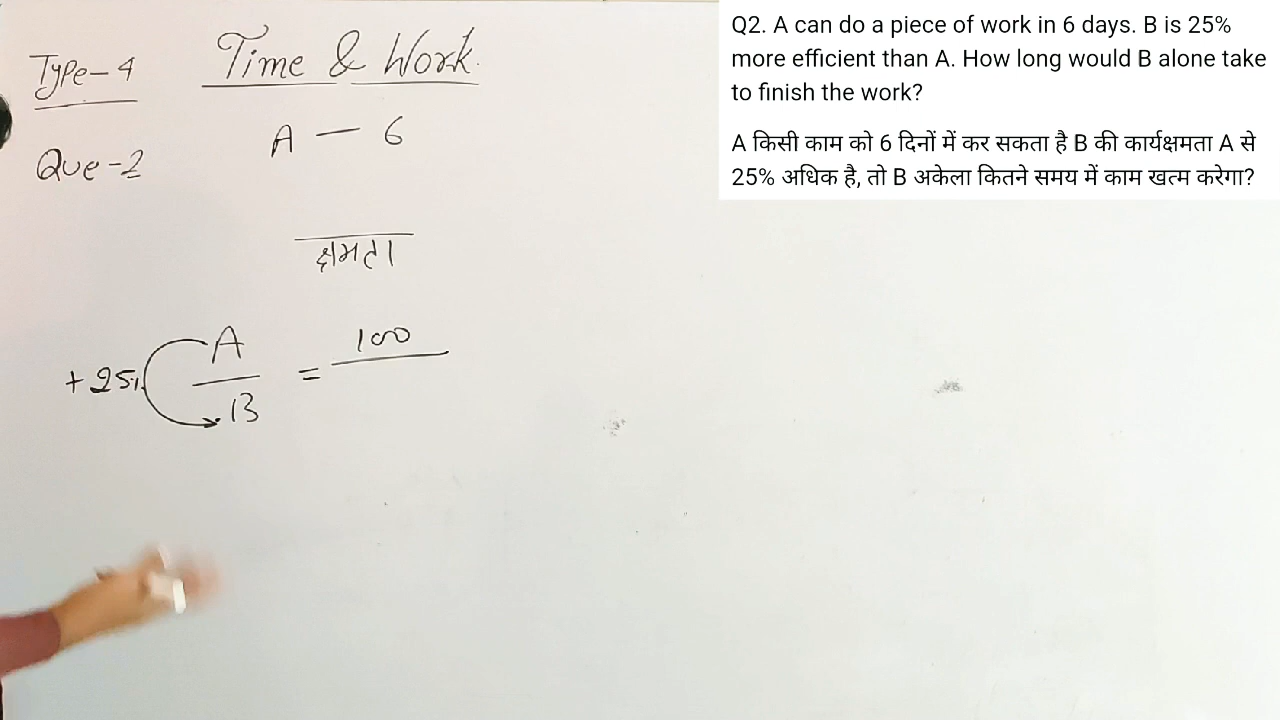 Type-4
Time & Work.
Que-2
A — 6
क्षमता
+25%
A
B
=
100
Q2. A can do a piece of work in 6 days. B is 25%
more efficient than A. How long would B alone take
to finish the work?
A किसी काम को 6 दिनों में कर सकता है B की कार्यक्षमता A से
25% अधिक है, तो B अकेला कितने समय में काम खत्म करेगा?